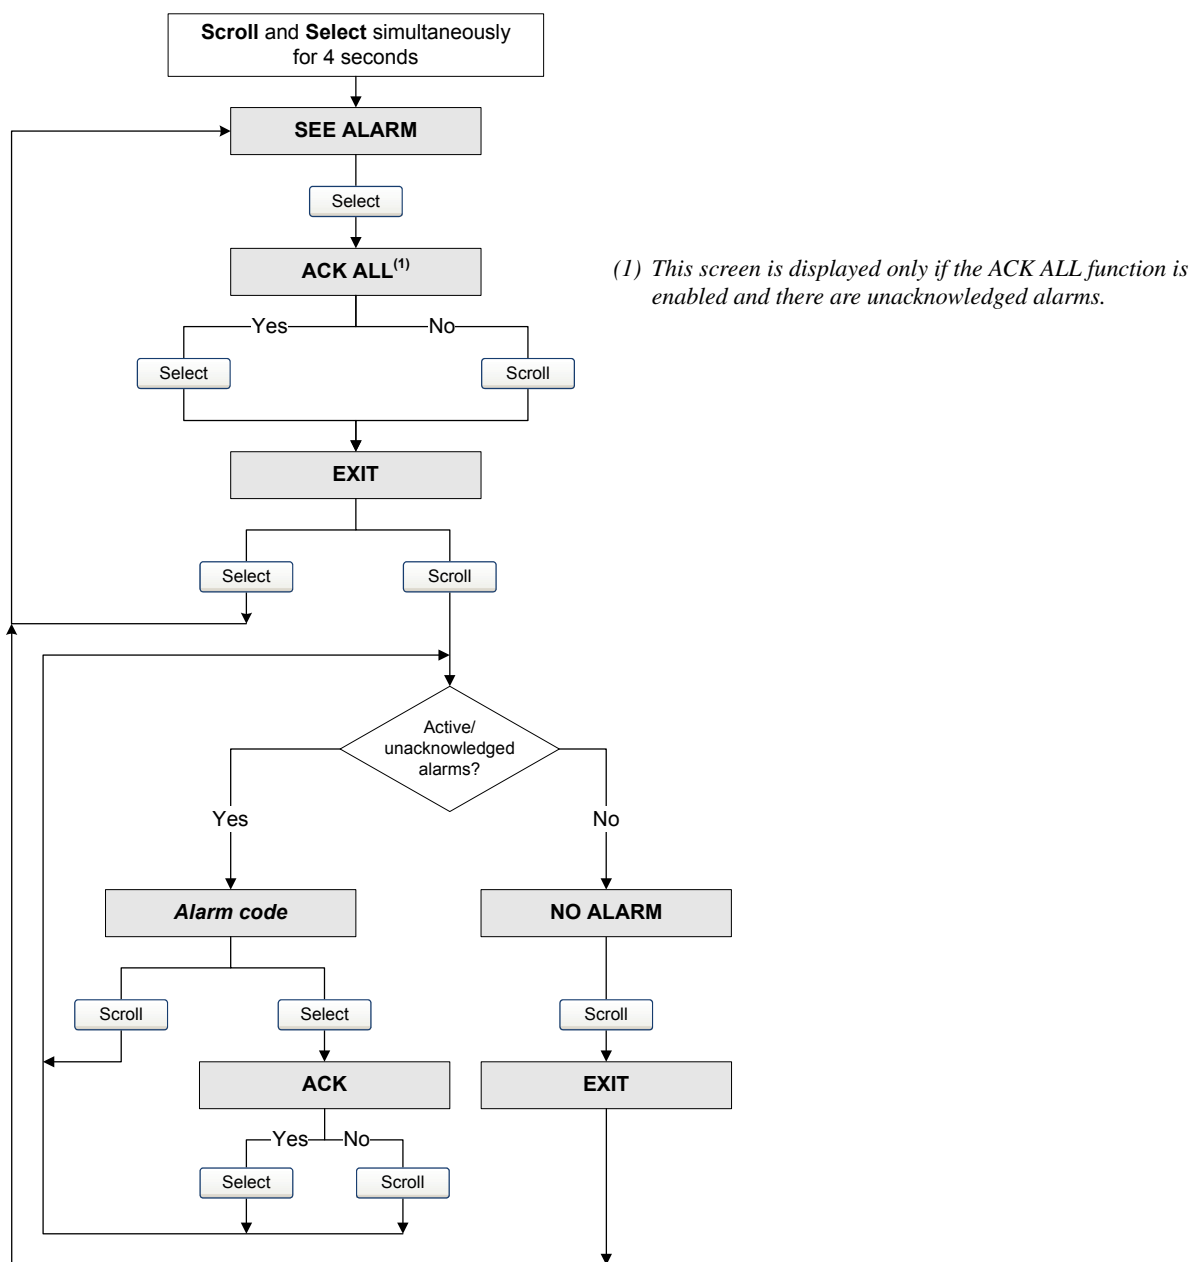 Scroll and Select simultaneously
for 4 seconds
SEE ALARM
Select
ACK ALL(1)
(1) This screen is displayed only if the ACK ALL function is
enabled and there are unacknowledged alarms.
Yes
No
Select
Scroll
EXIT
Select
Scroll
Active/
unacknowledged
alarms?
Yes
No
Alarm code
NO ALARM
Scroll
Select
Scroll
ACK
EXIT
Yes
No
Select
Scroll